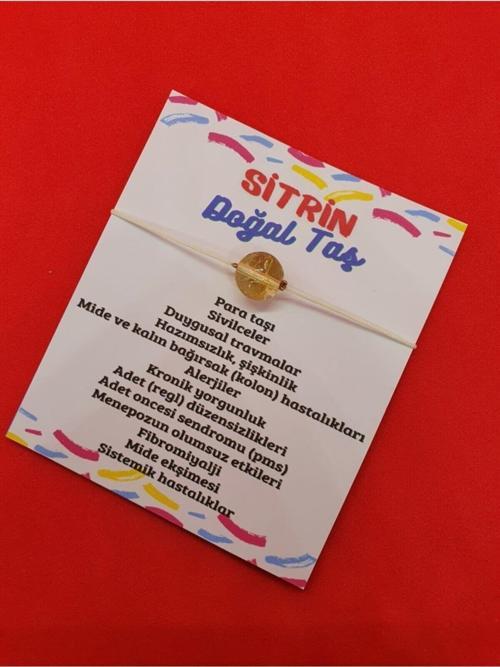 SİTRİN
Doğal Taş
Para taşı
Sivilceler
Duygusal travmalar
Hazımsızlık, şişkinlik
Mide ve kalın bağırsak (kolon) hastalıkları
Alerjiler
Kronik yorgunluk
Adet (regl) düzensizlikleri
Adet oncesi sendromu (pms)
Menepozun olumsuz etkileri
Fibromiyalji
Mide ekşimesi
Sistemik hastalıklar